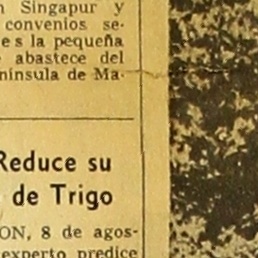 n Singapur y
convenios se-
es la pequeña
abastece del
nínsula de Ma-
Reduce su
de Trigo
ON, 8 de agos-
experto predice